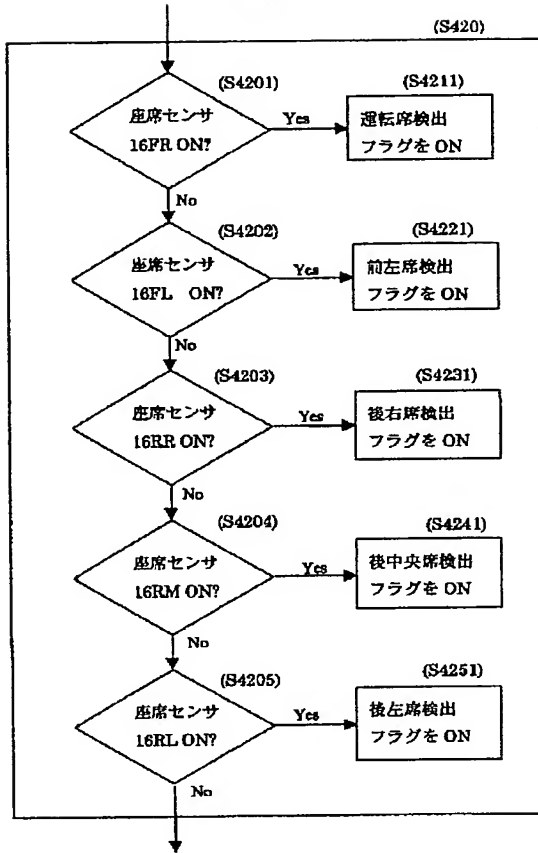 (S420)
(S4201)
座席センサ
16FR ON?
Yes
(S4211)
運転席検出
フラグを ON
No
(S4202)
座席センサ
16FL ON?
Yes
(S4221)
前左席検出
フラグを ON
No
(S4203)
座席センサ
16RR ON?
Yes
(S4231)
後右席検出
フラグを ON
No
(S4204)
座席センサ
16RM ON?
Yes
(S4241)
後中央席検出
フラグを ON
No
(S4205)
座席センサ
16RL ON?
Yes
(S4251)
後左席検出
フラグを ON
No